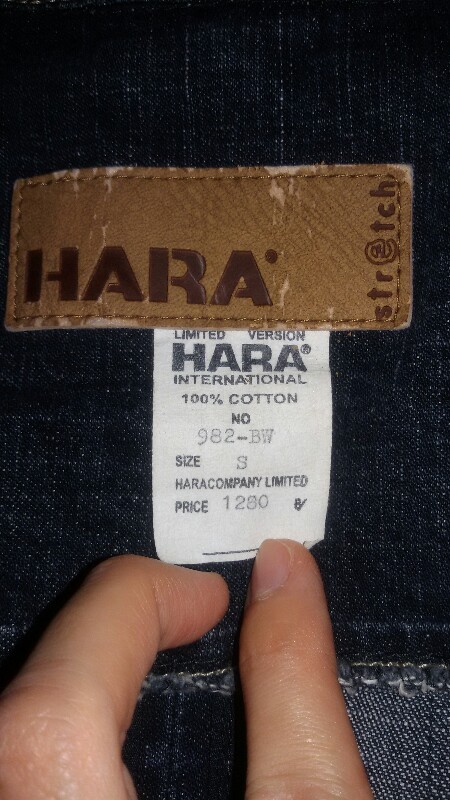 HARA
str@tch
LIMITED VERSION
HARA®
INTERNATIONAL
100% COTTON
NO
982-BW
SIZE S
HARACOMPANY LIMITED
PRICE 1280